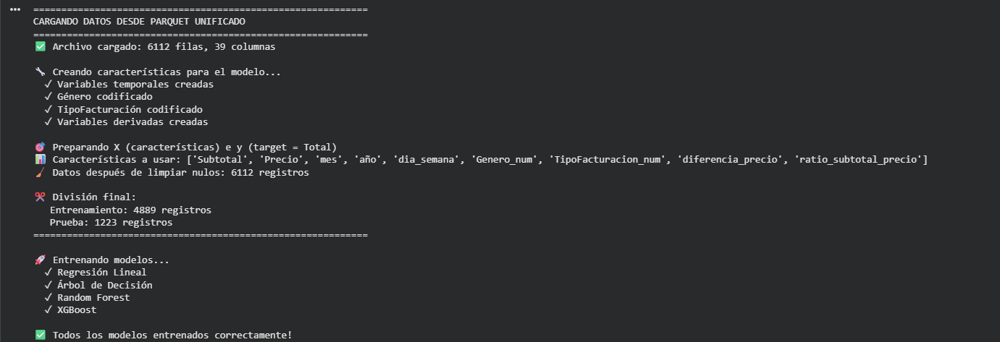 ============================================================
CARGANDO DATOS DESDE PARQUET UNIFICADO
============================================================
✅ Archivo cargado: 6112 filas, 39 columnas
🔧 Creando características para el modelo...
✓ Variables temporales creadas
✓ Género codificado
✓ TipoFacturación codificado
✓ Variables derivadas creadas
🎯 Preparando X (características) e y (target = Total)
📊 Características a usar: ['Subtotal', 'Precio', 'mes', 'año', 'dia_semana', 'Genero_num', 'TipoFacturacion_num', 'diferencia_precio', 'ratio_subtotal_precio']
🧹 Datos después de limpiar nulos: 6112 registros
✂️ División final:
Entrenamiento: 4889 registros
Prueba: 1223 registros
============================================================
🚀 Entrenando modelos...
✓ Regresión Lineal
✓ Árbol de Decisión
✓ Random Forest
✓ XGBoost
✅ Todos los modelos entrenados correctamente!